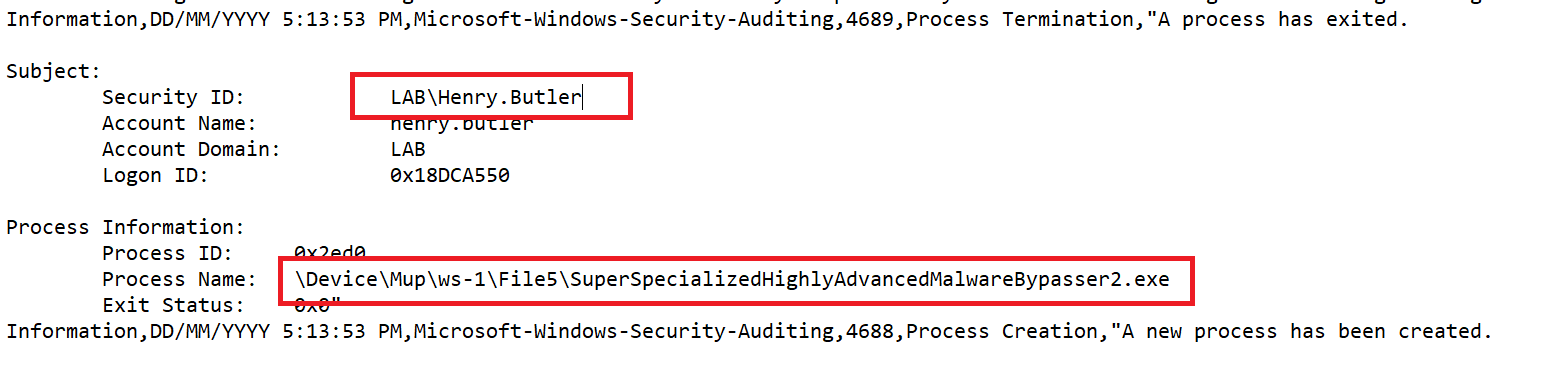 Information,DD/MM/YYYY 5:13:53 PM,Microsoft-Windows-Security-Auditing,4689,Process Termination,"A process has exited.
Subject:
Security ID: LAB\Henry.Butler
Account Name: henry.butler
Account Domain: LAB
Logon ID: 0x18DCA550
Process Information:
Process ID: 0x2ed0
Process Name: \Device\Mup\ws-1\File5\SuperSpecializedHighlyAdvancedMalwareBypasser2.exe
Exit Status: 0x0"
Information,DD/MM/YYYY 5:13:53 PM,Microsoft-Windows-Security-Auditing,4688,Process Creation,"A new process has been created.